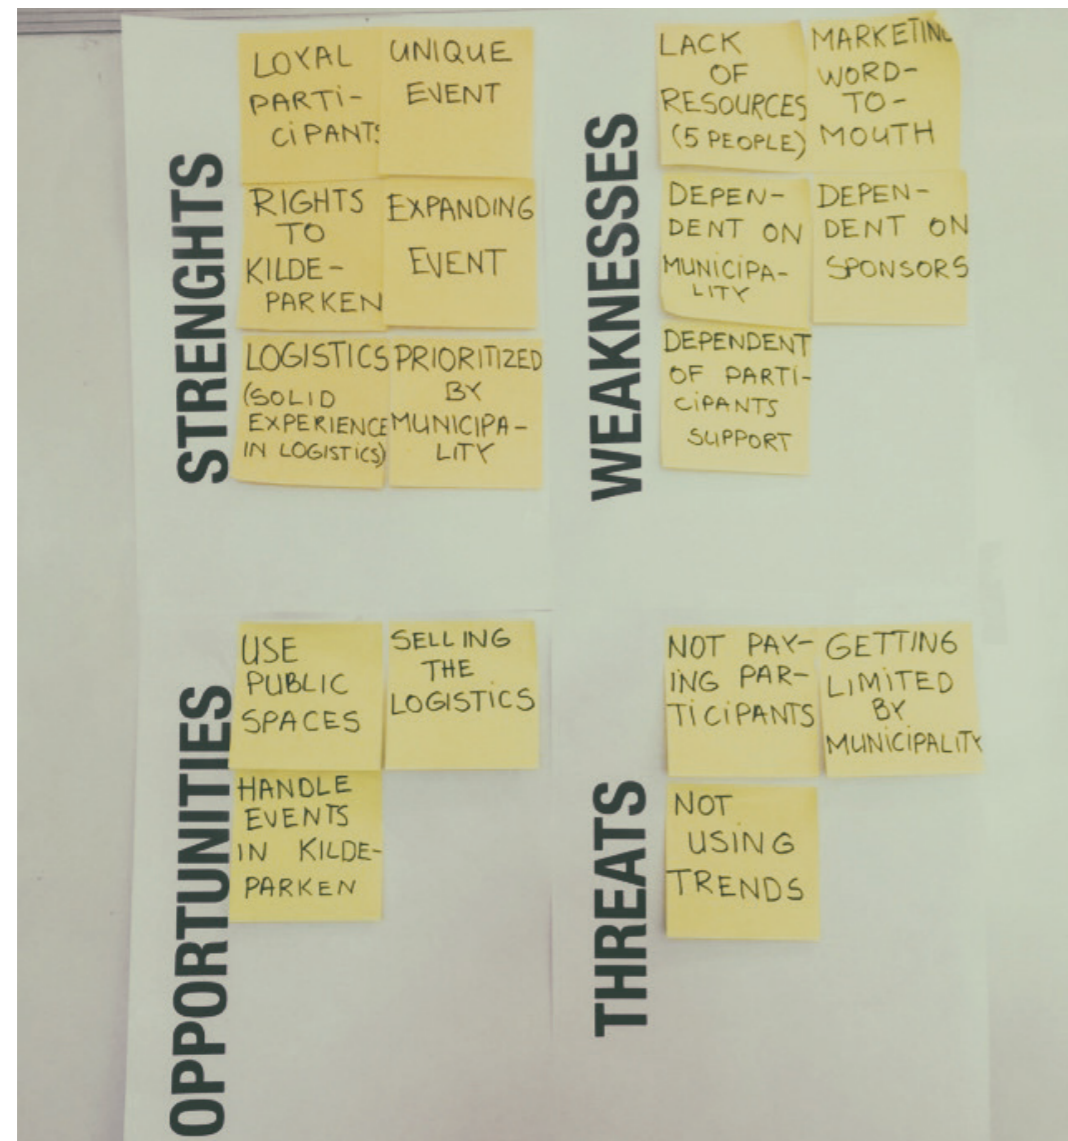 STRENGHTS
LOYAL
PARTI-
CIPANTS
UNIQUE
EVENT
RIGHTS
TO
KILDE-
PARKEN
EXPANDING
EVENT
LOGISTICS
(SOLID
EXPERIENCE
IN LOGISTICS)
PRIORITIZED
BY
MUNICIPA-
LITY
WEAKNESSES
LACK
OF
RESOURCES
(5 PEOPLE)
MARKETING
WORD-
TO-
MOUTH
DEPEN-
DENT ON
MUNICIPA-
LITY
DEPEN-
DENT ON
SPONSORS
DEPENDENT
OF PARTI-
CIPANTS
SUPPORT
OPPORTUNITIES
USE
PUBLIC
SPACES
SELLING
THE
LOGISTICS
HANDLE
EVENTS
IN KILDE-
PARKEN
THREATS
NOT PAY-
ING PAR-
TICIPANTS
GETTING
LIMITED
BY
MUNICIPALITY
NOT
USING
TRENDS